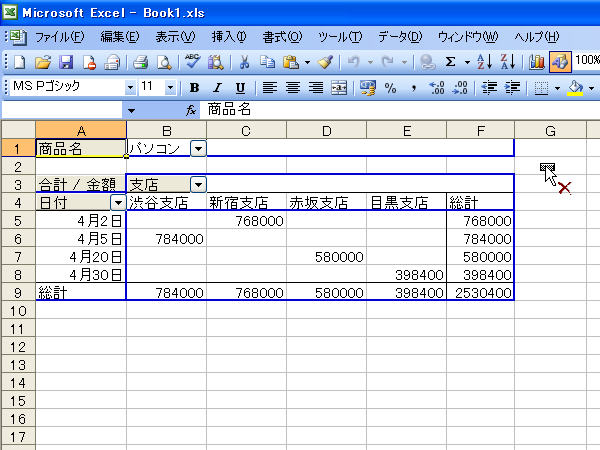 Microsoft Excel - Book1.xls
ファイル(F) 編集(E) 表示(V) 挿入(I) 書式(O) ツール(T) データ(D) ウィンドウ(W) ヘルプ(H)
100%
MS Pゴシック 11 B I U
fx 商品名
A B C D E F G
1 商品名 パソコン
2
3 合計 / 金額 支店
4 日付 渋谷支店 新宿支店 赤坂支店 目黒支店 総計
5 4月2日 768000 768000
6 4月5日 784000 784000
7 4月20日 580000 580000
8 4月30日 398400 398400
9 総計 784000 768000 580000 398400 2530400
10
11
12
13
14
15
16
17